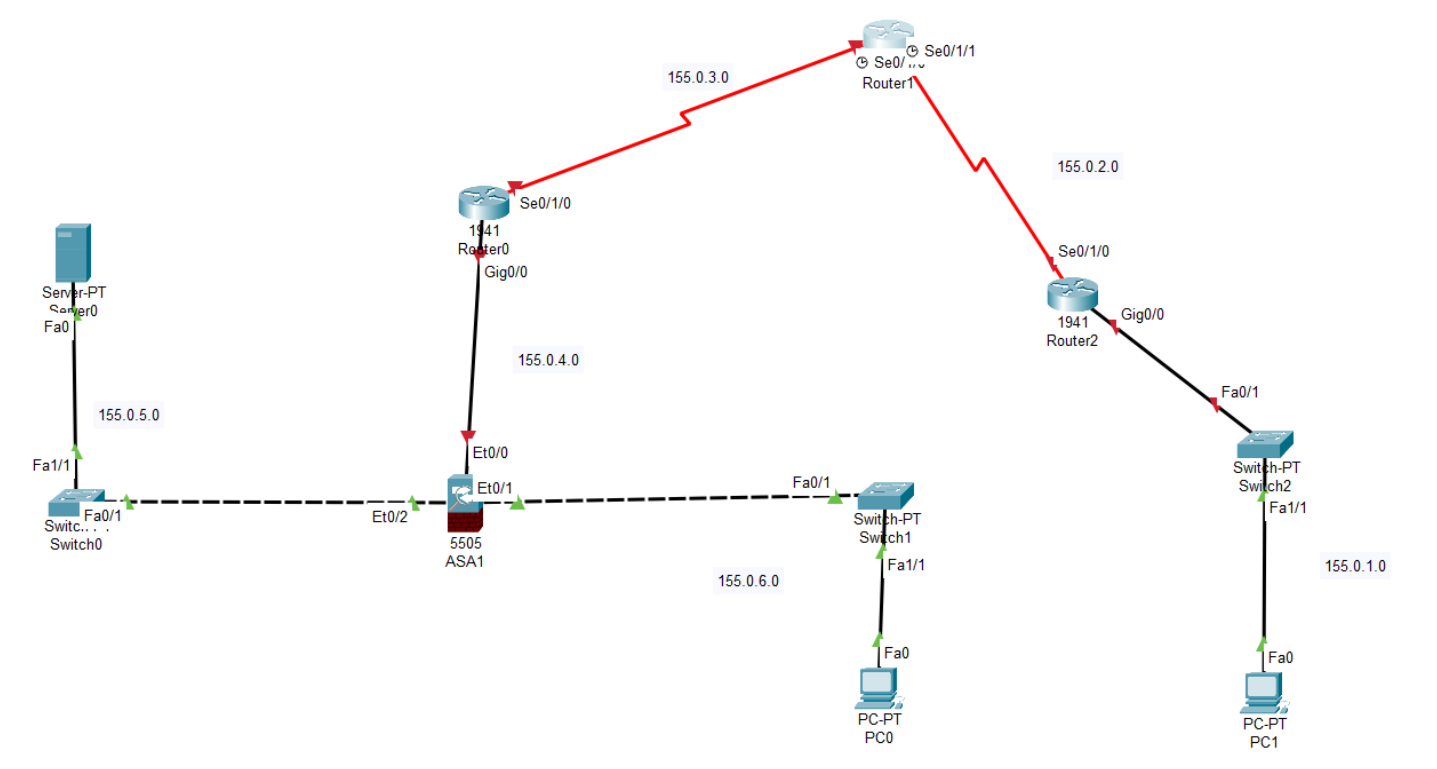 Se0/1/1
Se0/
Router1
155.0.3.0
155.0.2.0
Se0/1/0
1941
Router0
Gig0/0
Se0/1/0
Gig0/0
1941
Router2
Server-PT
Server0
Fa0
155.0.4.0
155.0.5.0
Fa0/1
Fa1/1
Et0/0
Switch-PT
Switch2
Fa1/1
Et0/1
Fa0/1
Fa0/1
Et0/2
Switch0
Switch-PT
Switch1
5505
ASA1
Fa1/1
155.0.6.0
155.0.1.0
Fa0
Fa0
PC-PT
PC0
PC-PT
PC1